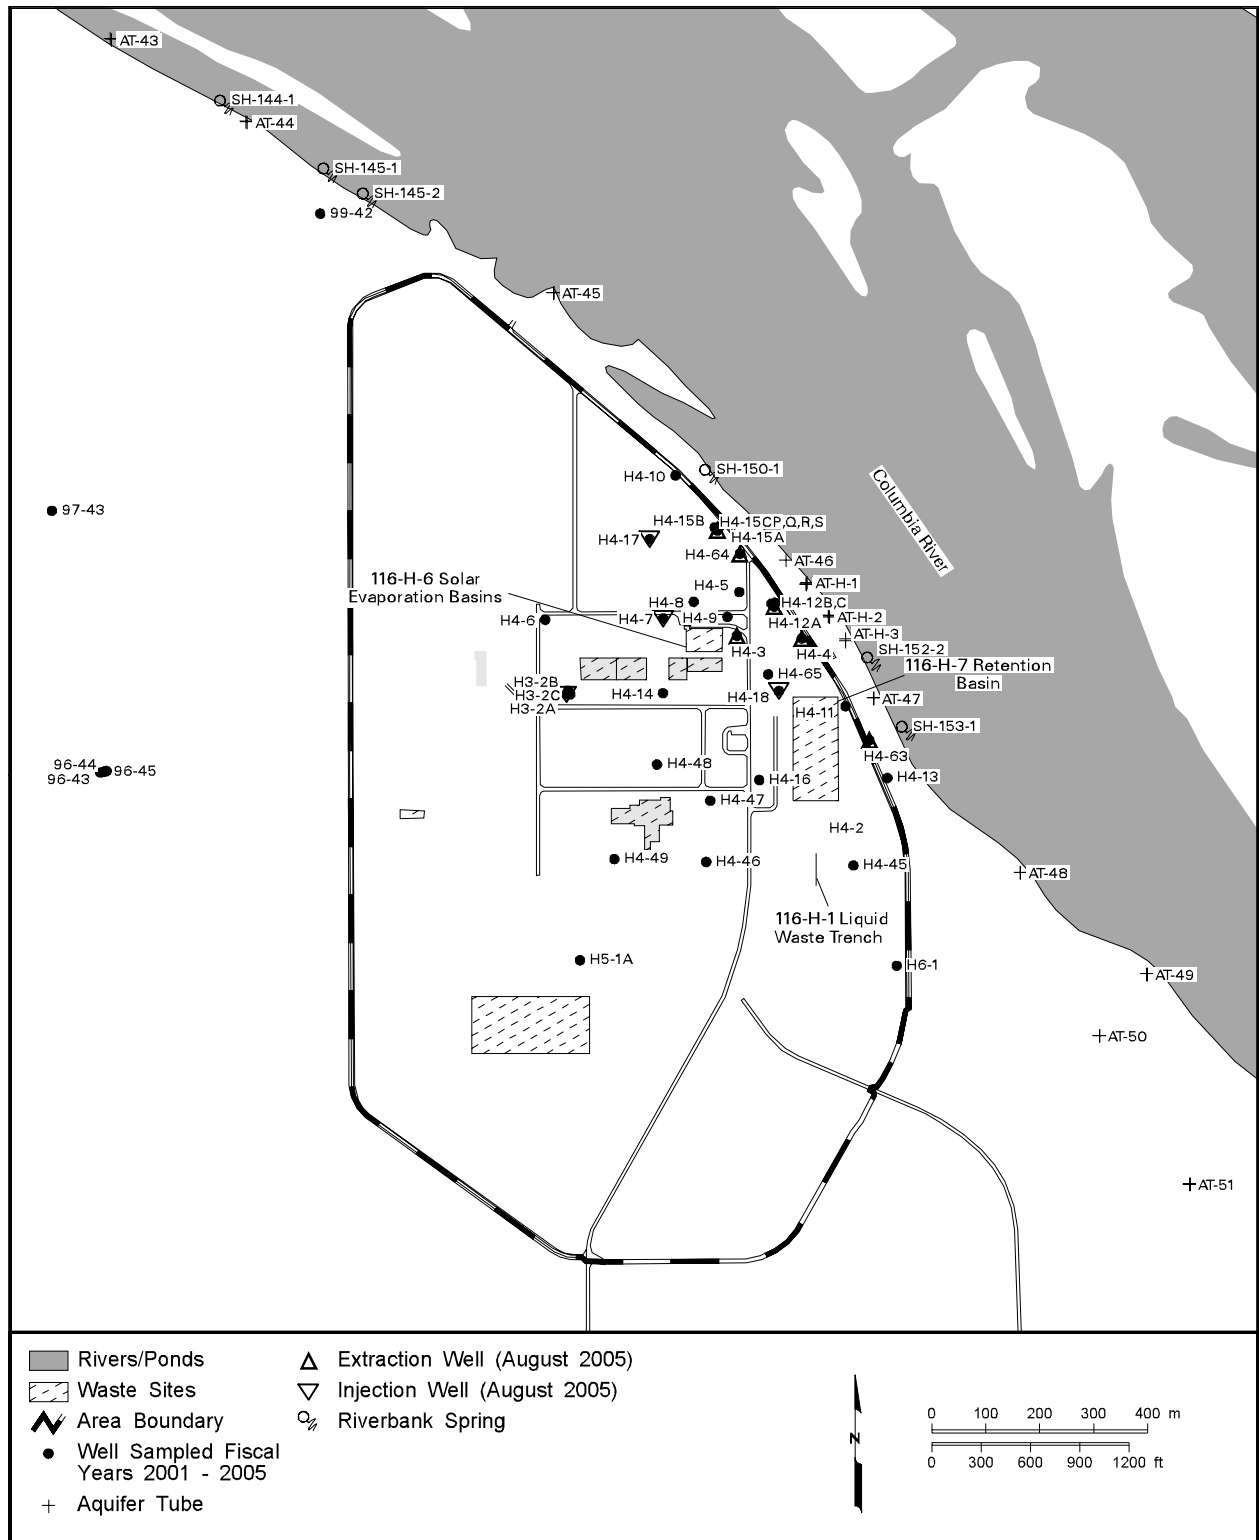 AT-43
SH-144-1
AT-44
SH-145-1
SH-145-2
99-42
AT-45
SH-150-1
H4-10
Columbia River
97-43
H4-15B
H4-15CP,Q,R,S
H4-15A
H4-17
H4-64
AT-46
116-H-6 Solar
Evaporation Basins
H4-5
AT-H-1
H4-8
H4-12B,C
H4-6
H4-7
H4-9
H4-12A
AT-H-2
AT-H-3
H4-3
H4-4
SH-152-2
116-H-7 Retention
Basin
1
H4-65
H3-2B
H3-2C
H3-2A
H4-14
H4-18
AT-47
H4-11
SH-153-1
H4-63
96-44
96-43
96-45
H4-48
H4-16
H4-13
H4-47
H4-2
H4-49
H4-46
H4-45
AT-48
116-H-1 Liquid
Waste Trench
H5-1A
H6-1
AT-49
AT-50
AT-51
Rivers/Ponds
Waste Sites
Area Boundary
Well Sampled Fiscal
Years 2001 - 2005
Aquifer Tube
Extraction Well (August 2005)
Injection Well (August 2005)
Riverbank Spring
N
0 100 200 300 400 m
0 300 600 900 1200 ft